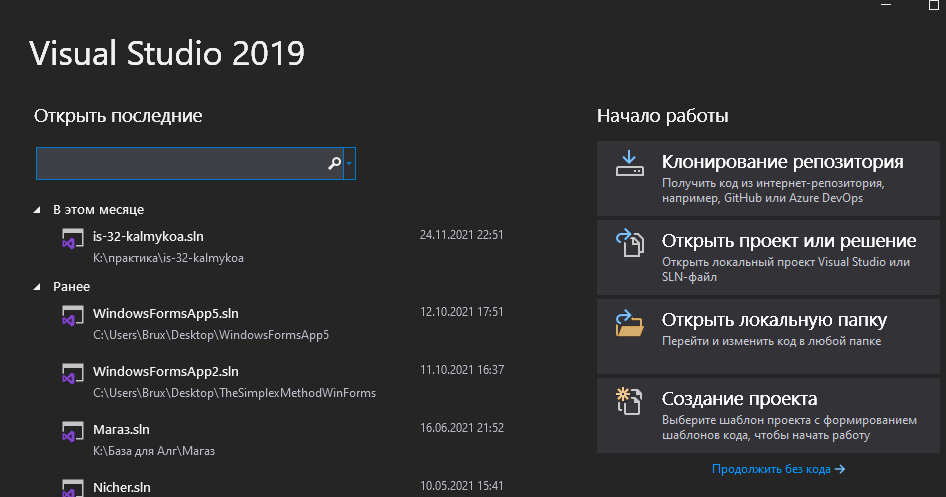 Visual Studio 2019
Открыть последние
В этом месяце
is-32-kalmykoa.sln
24.11.2021 22:51
K:\практика\is-32-kalmykoa
Ранее
WindowsFormsApp5.sln
12.10.2021 17:51
C:\Users\Brux\Desktop\WindowsFormsApp5
WindowsFormsApp2.sln
11.10.2021 16:37
C:\Users\Brux\Desktop\TheSimplexMethodWinForms
Магаз.sln
16.06.2021 21:52
K:\База для Алг\Магаз
Nicher.sln
10.05.2021 15:41
Начало работы
Клонирование репозитория
Получить код из интернет-репозитория,
например, GitHub или Azure DevOps
Открыть проект или решение
Открыть локальный проект Visual Studio или
SLN-файл
Открыть локальную папку
Перейти и изменить код в любой папке
Создание проекта
Выберите шаблон проекта с формированием
шаблонов кода, чтобы начать работу
Продолжить без кода →